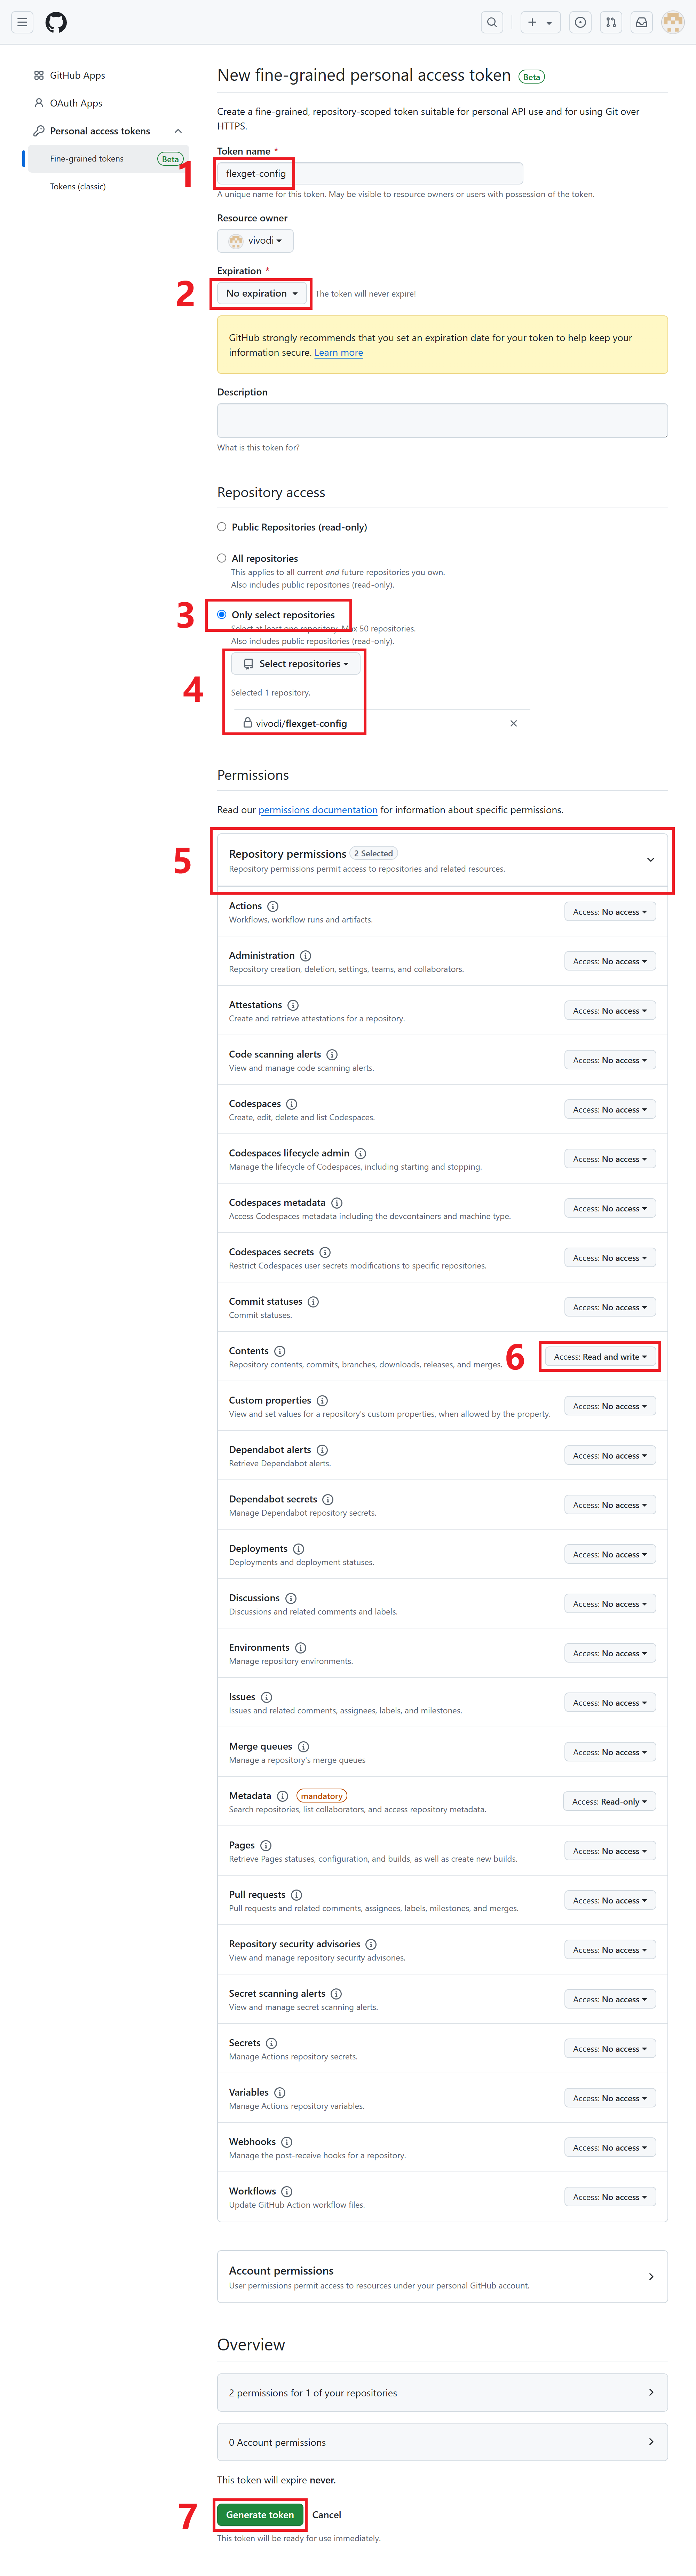 GitHub Apps
OAuth Apps
Personal access tokens
Fine-grained tokens Beta
Tokens (classic)
New fine-grained personal access token Beta
Create a fine-grained, repository-scoped token suitable for personal API use and for using Git over
HTTPS.
Token name *
1 flexget-config
A unique name for this token. May be visible to resource owners or users with possession of the token.
Resource owner
vivodi
Expiration *
2 No expiration The token will never expire!
GitHub strongly recommends that you set an expiration date for your token to help keep your
information secure. Learn more
Description
What is this token for?
Repository access
Public Repositories (read-only)
All repositories
This applies to all current and future repositories you own.
Also includes public repositories (read-only).
3 Only select repositories
Select at least one repository. Max 50 repositories.
Also includes public repositories (read-only).
4 Select repositories
Selected 1 repository.
vivodi/flexget-config
Permissions
Read our permissions documentation for information about specific permissions.
5 Repository permissions 2 Selected
Repository permissions permit access to repositories and related resources.
Actions
Workflows, workflow runs and artifacts.
Access: No access
Administration
Repository creation, deletion, settings, teams, and collaborators.
Access: No access
Attestations
Create and retrieve attestations for a repository.
Access: No access
Code scanning alerts
View and manage code scanning alerts.
Access: No access
Codespaces
Create, edit, delete and list Codespaces.
Access: No access
Codespaces lifecycle admin
Manage the lifecycle of Codespaces, including starting and stopping.
Access: No access
Codespaces metadata
Access Codespaces metadata including the devcontainers and machine type.
Access: No access
Codespaces secrets
Restrict Codespaces user secrets modifications to specific repositories.
Access: No access
Commit statuses
Commit statuses.
Access: No access
Contents
Repository contents, commits, branches, downloads, releases, and merges.
6 Access: Read and write
Custom properties
View and set values for a repository's custom properties, when allowed by the property.
Access: No access
Dependabot alerts
Retrieve Dependabot alerts.
Access: No access
Dependabot secrets
Manage Dependabot repository secrets.
Access: No access
Deployments
Deployments and deployment statuses.
Access: No access
Discussions
Discussions and related comments and labels.
Access: No access
Environments
Manage repository environments.
Access: No access
Issues
Issues and related comments, assignees, labels, and milestones.
Access: No access
Merge queues
Manage a repository's merge queues
Access: No access
Metadata mandatory
Search repositories, list collaborators, and access repository metadata.
Access: Read-only
Pages
Retrieve Pages statuses, configuration, and builds, as well as create new builds.
Access: No access
Pull requests
Pull requests and related comments, assignees, labels, milestones, and merges.
Access: No access
Repository security advisories
View and manage repository security advisories.
Access: No access
Secret scanning alerts
View and manage secret scanning alerts.
Access: No access
Secrets
Manage Actions repository secrets.
Access: No access
Variables
Manage Actions repository variables.
Access: No access
Webhooks
Manage the post-receive hooks for a repository.
Access: No access
Workflows
Update GitHub Action workflow files.
Access: No access
Account permissions
User permissions permit access to resources under your personal GitHub account.
Overview
2 permissions for 1 of your repositories
0 Account permissions
This token will expire never.
7 Generate token Cancel
This token will be ready for use immediately.